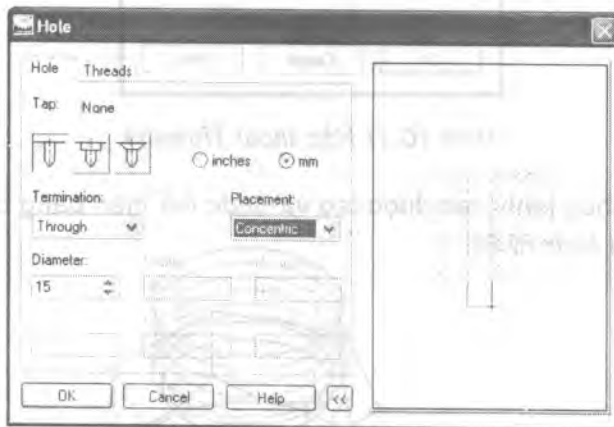 Hole
Hole Threads
Tap: None
inches mm
Termination: Placement:
Through Concentric
Diameter:
15
OK Cancel Help <<